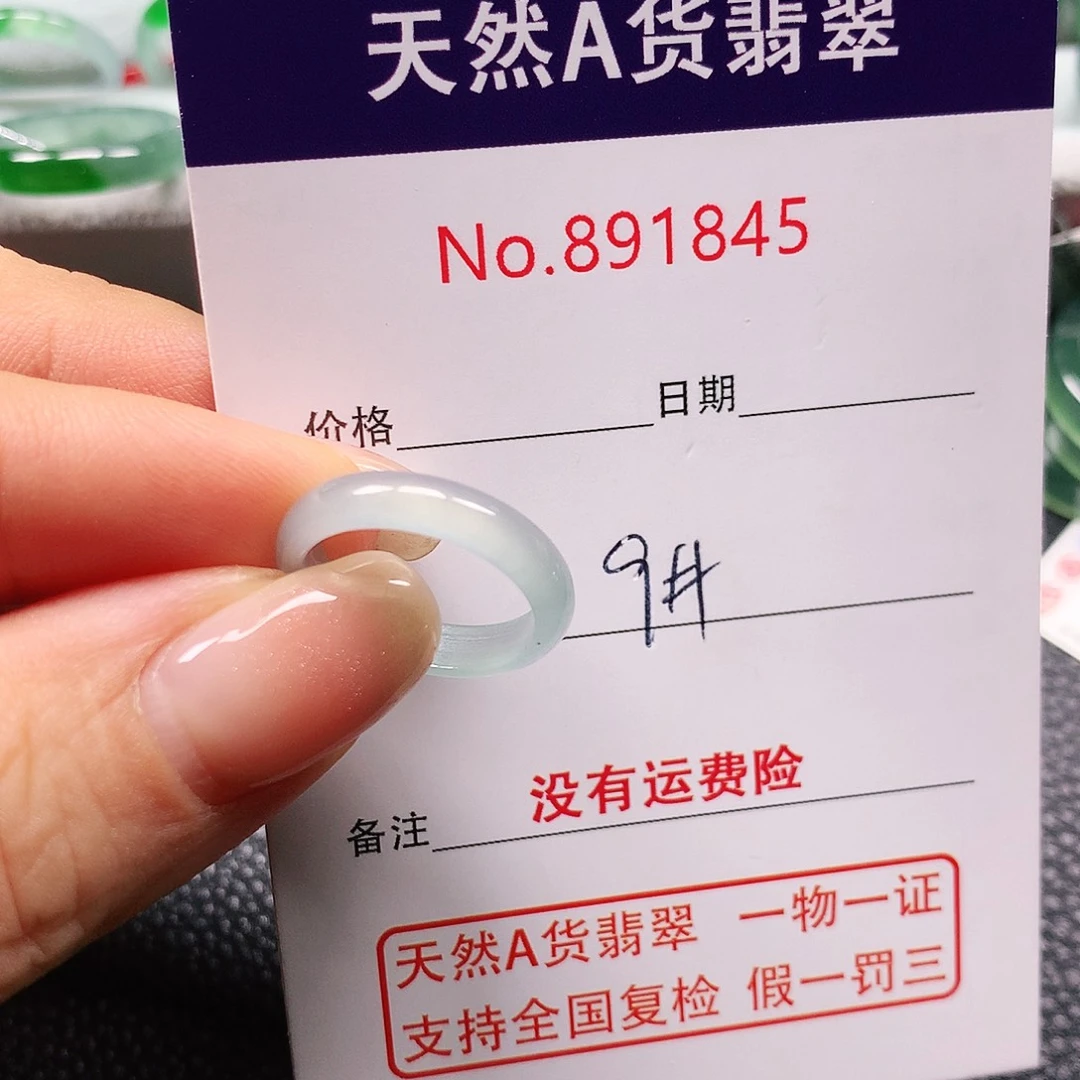 天然A货翡翠
No.891845
价格 日期
9#
备注 没有运费险
天然A货翡翠 一物一证
支持全国复检 假一罚三